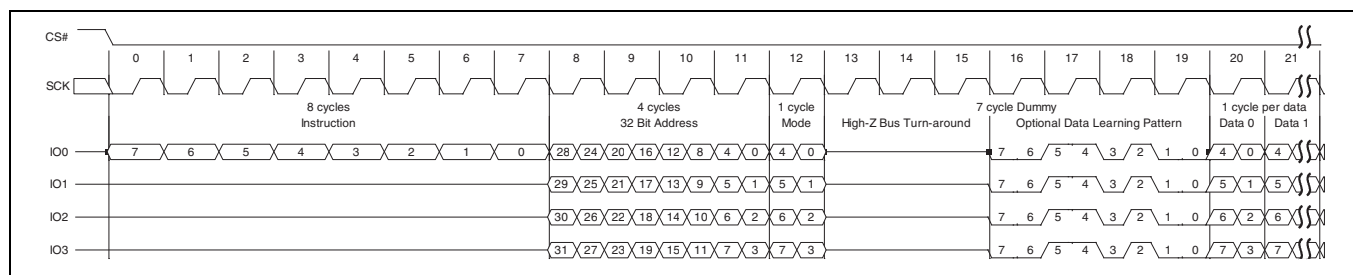 CS#
0 1 2 3 4 5 6 7 8 9 10 11 12 13 14 15 16 17 18 19 20 21
SCK
8 cycles 4 cycles 1 cycle 7 cycle Dummy 1 cycle per data
Instruction 32 Bit Address Mode High-Z Bus Turn-around Optional Data Learning Pattern Data 0 Data 1
IO0 7 6 5 4 3 2 1 0 28 24 20 16 12 8 4 0 4 0 7 6 5 4 3 2 1 0 4 0 4
IO1 29 25 21 17 13 9 5 1 5 1 7 6 5 4 3 2 1 0 5 1 5
IO2 30 26 22 18 14 10 6 2 6 2 7 6 5 4 3 2 1 0 6 2 6
IO3 31 27 23 19 15 11 7 3 7 3 7 6 5 4 3 2 1 0 7 3 7